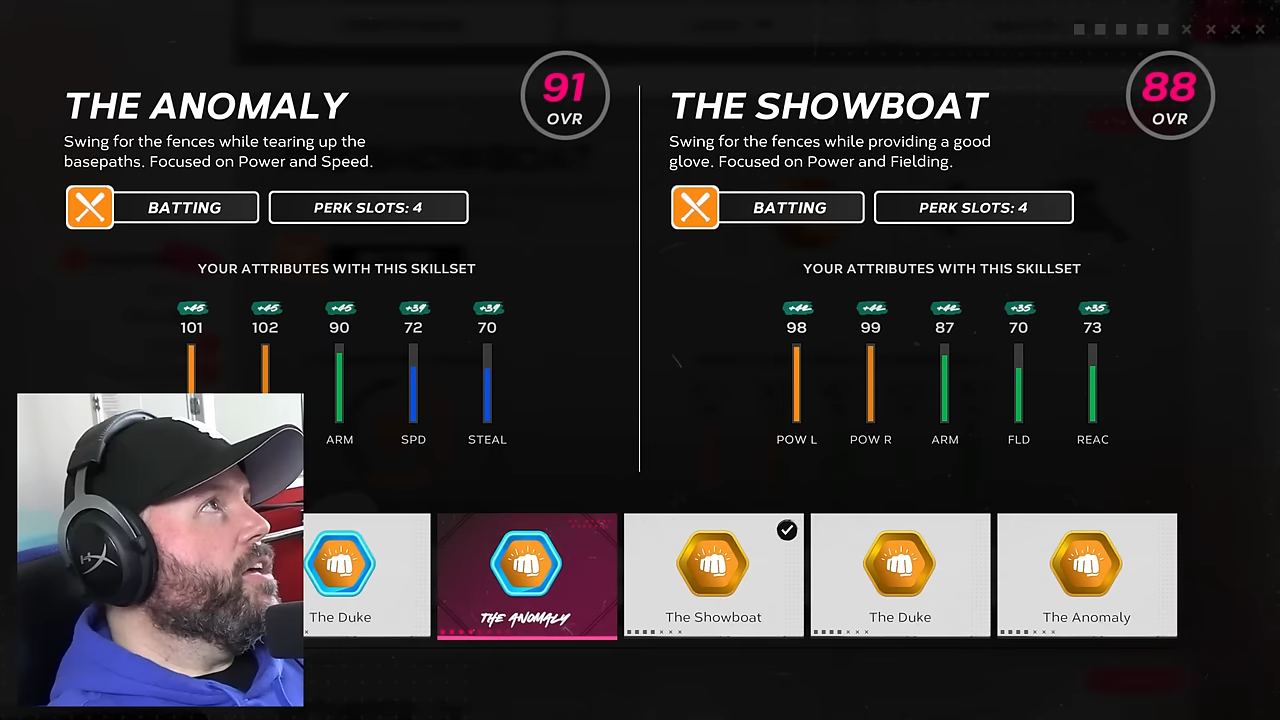 THE ANOMALY
91
OVR
Swing for the fences while tearing up the
basepaths. Focused on Power and Speed.
BATTING
PERK SLOTS: 4
YOUR ATTRIBUTES WITH THIS SKILLSET
+45 +45 +45 +39 +39
101 102 90 72 70
ARM SPD STEAL
THE SHOWBOAT
88
OVR
Swing for the fences while providing a good
glove. Focused on Power and Fielding.
BATTING
PERK SLOTS: 4
YOUR ATTRIBUTES WITH THIS SKILLSET
+42 +42 +42 +35 +35
98 99 87 70 73
POW L POW R ARM FLD REAC
The Duke
THE ANOMALY
The Showboat
The Duke
The Anomaly